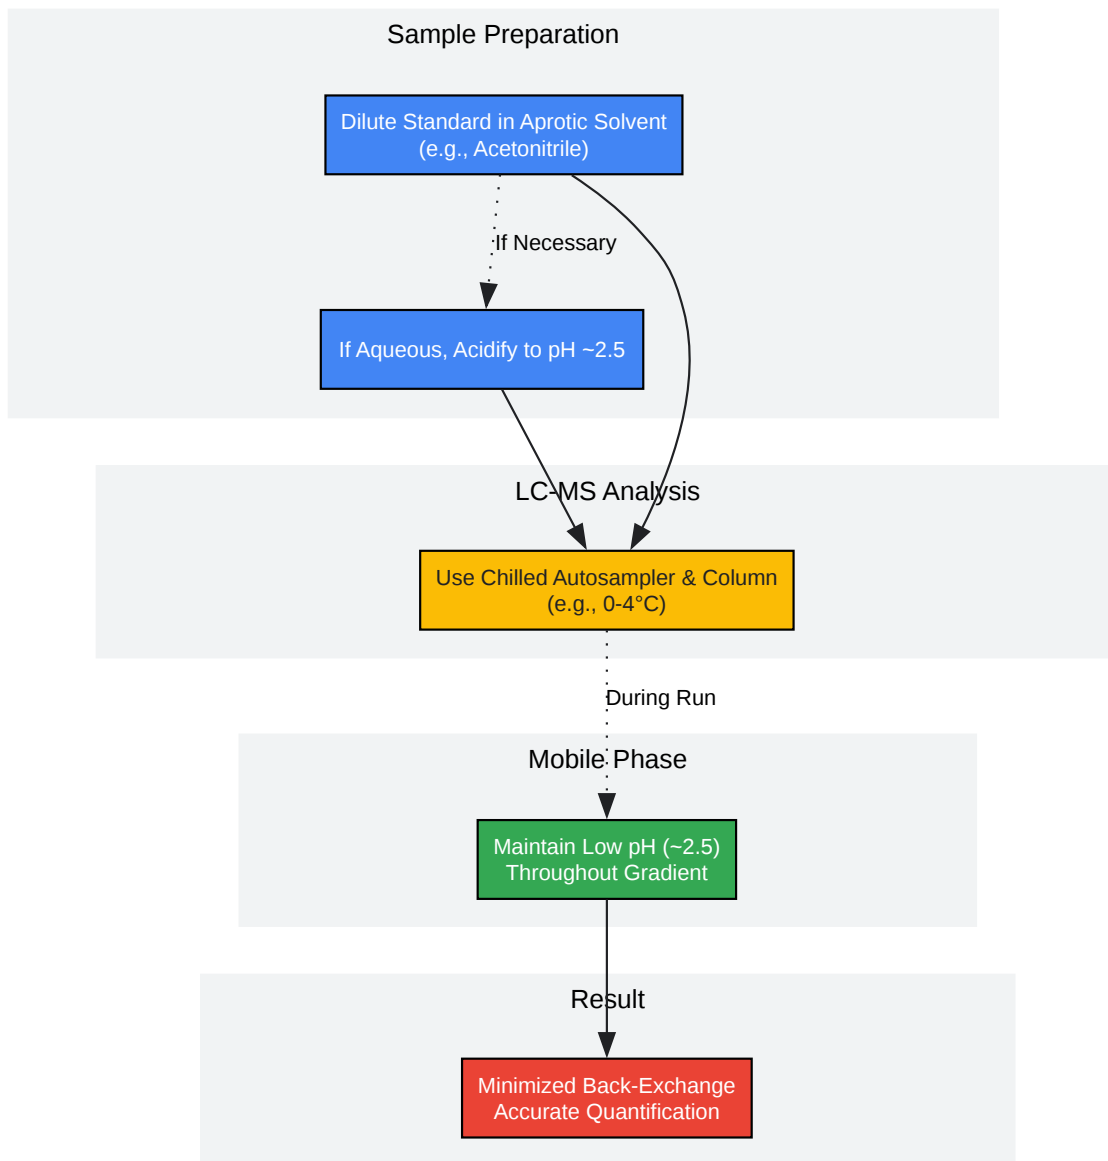 Sample Preparation
Dilute Standard in Aprotic Solvent
(e.g., Acetonitrile)
If Necessary
If Aqueous, Acidify to pH ~2.5
LC-MS Analysis
Use Chilled Autosampler & Column
(e.g., 0-4°C)
During Run
Mobile Phase
Maintain Low pH (~2.5)
Throughout Gradient
Result
Minimized Back-Exchange
Accurate Quantification